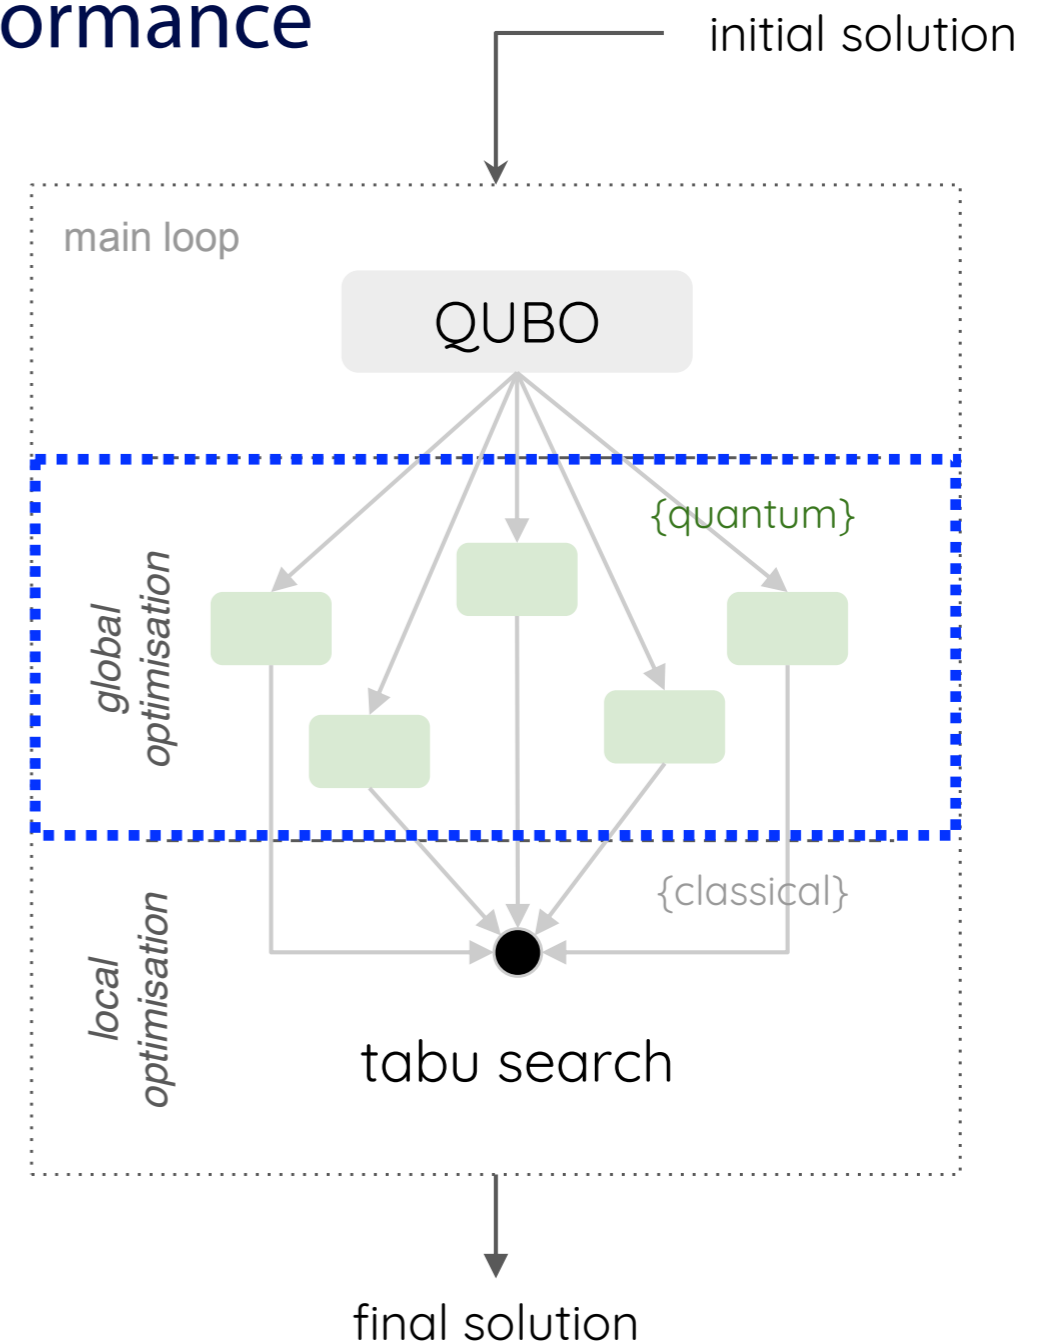 ormance
initial solution
main loop
QUBO
{quantum}
global
optimisation
{classical}
local
optimisation
tabu search
final solution